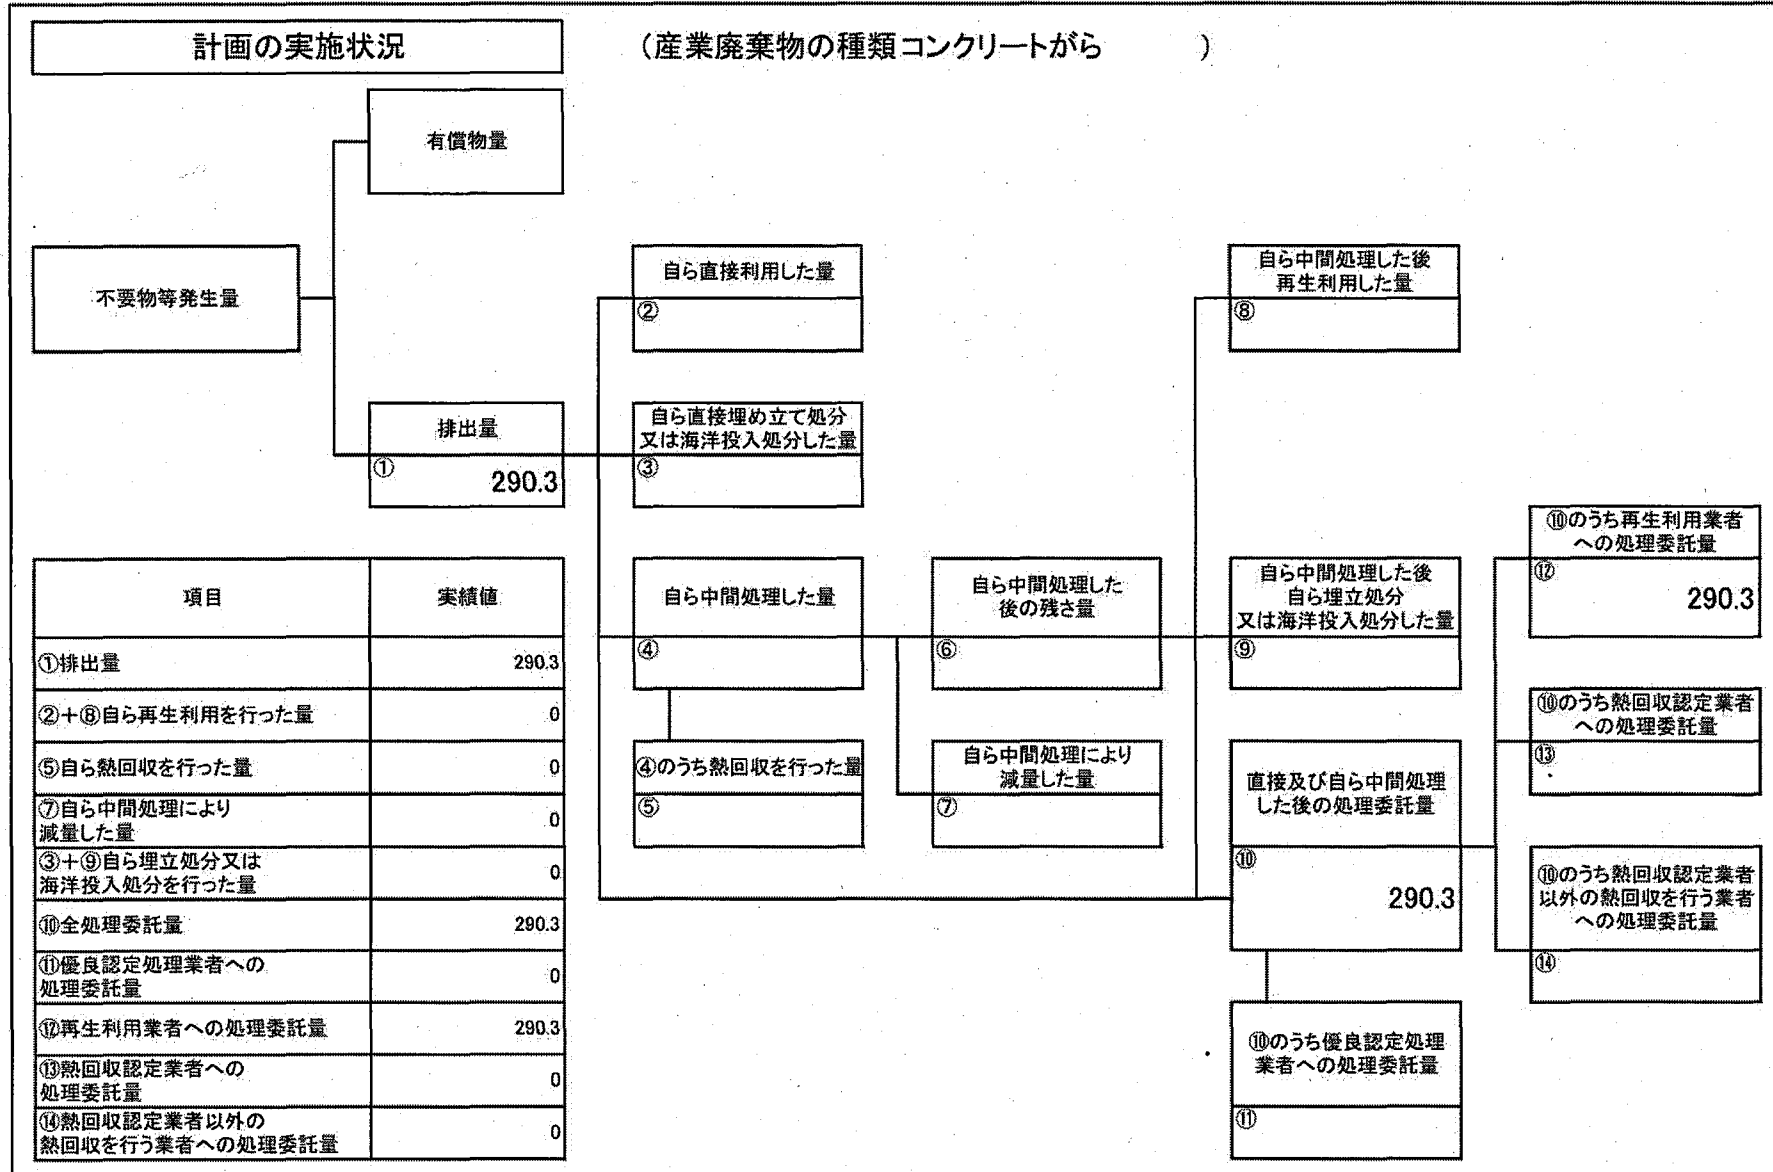 計画の実施状況
(産業廃棄物の種類コンクリートがら )
有償物量
不要物等発生量
自ら直接利用した量
②
自ら中間処理した後
再生利用した量
⑧
排出量
①
290.3
自ら直接埋め立て処分
又は海洋投入処分した量
③
⑩のうち再生利用業者
への処理委託量
⑫
290.3
自ら中間処理した量
④
自ら中間処理した
後の残さ量
⑥
自ら中間処理した後
自ら埋立処分
又は海洋投入処分した量
⑨
⑩のうち熱回収認定業者
への処理委託量
⑬
④のうち熱回収を行った量
⑤
自ら中間処理により
減量した量
⑦
直接及び自ら中間処理
した後の処理委託量
⑩
290.3
⑩のうち熱回収認定業者
以外の熱回収を行う業者
への処理委託量
⑭
⑩のうち優良認定処理
業者への処理委託量
⑪
項目 実績値
①排出量 290.3
②+⑧自ら再生利用を行った量 0
⑤自ら熱回収を行った量 0
⑦自ら中間処理により
減量した量 0
③+⑨自ら埋立処分又は
海洋投入処分を行った量 0
⑩全処理委託量 290.3
⑪優良認定処理業者への
処理委託量 0
⑫再生利用業者への処理委託量 290.3
⑬熱回収認定業者への
処理委託量 0
⑭熱回収認定業者以外の
熱回収を行う業者への処理委託量 0